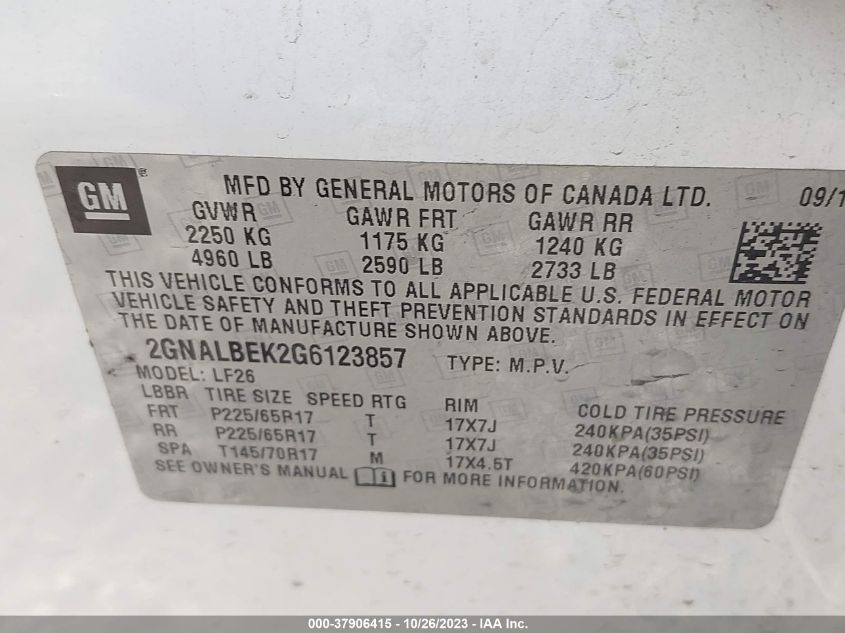 GM ®
MFD BY GENERAL MOTORS OF CANADA LTD. 09/1
GVWR GAWR FRT GAWR RR
2250 KG 1175 KG 1240 KG
4960 LB 2590 LB 2733 LB
THIS VEHICLE CONFORMS TO ALL APPLICABLE U.S. FEDERAL MOTOR
VEHICLE SAFETY AND THEFT PREVENTION STANDARDS IN EFFECT ON
THE DATE OF MANUFACTURE SHOWN ABOVE.
2GNALBEK2G6123857 TYPE: M.P.V.
MODEL: LF26
LBBR TIRE SIZE SPEED RTG RIM COLD TIRE PRESSURE
FRT P225/65R17 T 17X7J 240KPA(35PSI)
RR P225/65R17 T 17X7J 240KPA(35PSI)
SPA T145/70R17 M 17X4.5T 420KPA(60PSI)
SEE OWNER'S MANUAL FOR MORE INFORMATION.
000-37906415 - 10/26/2023 - IAA Inc.